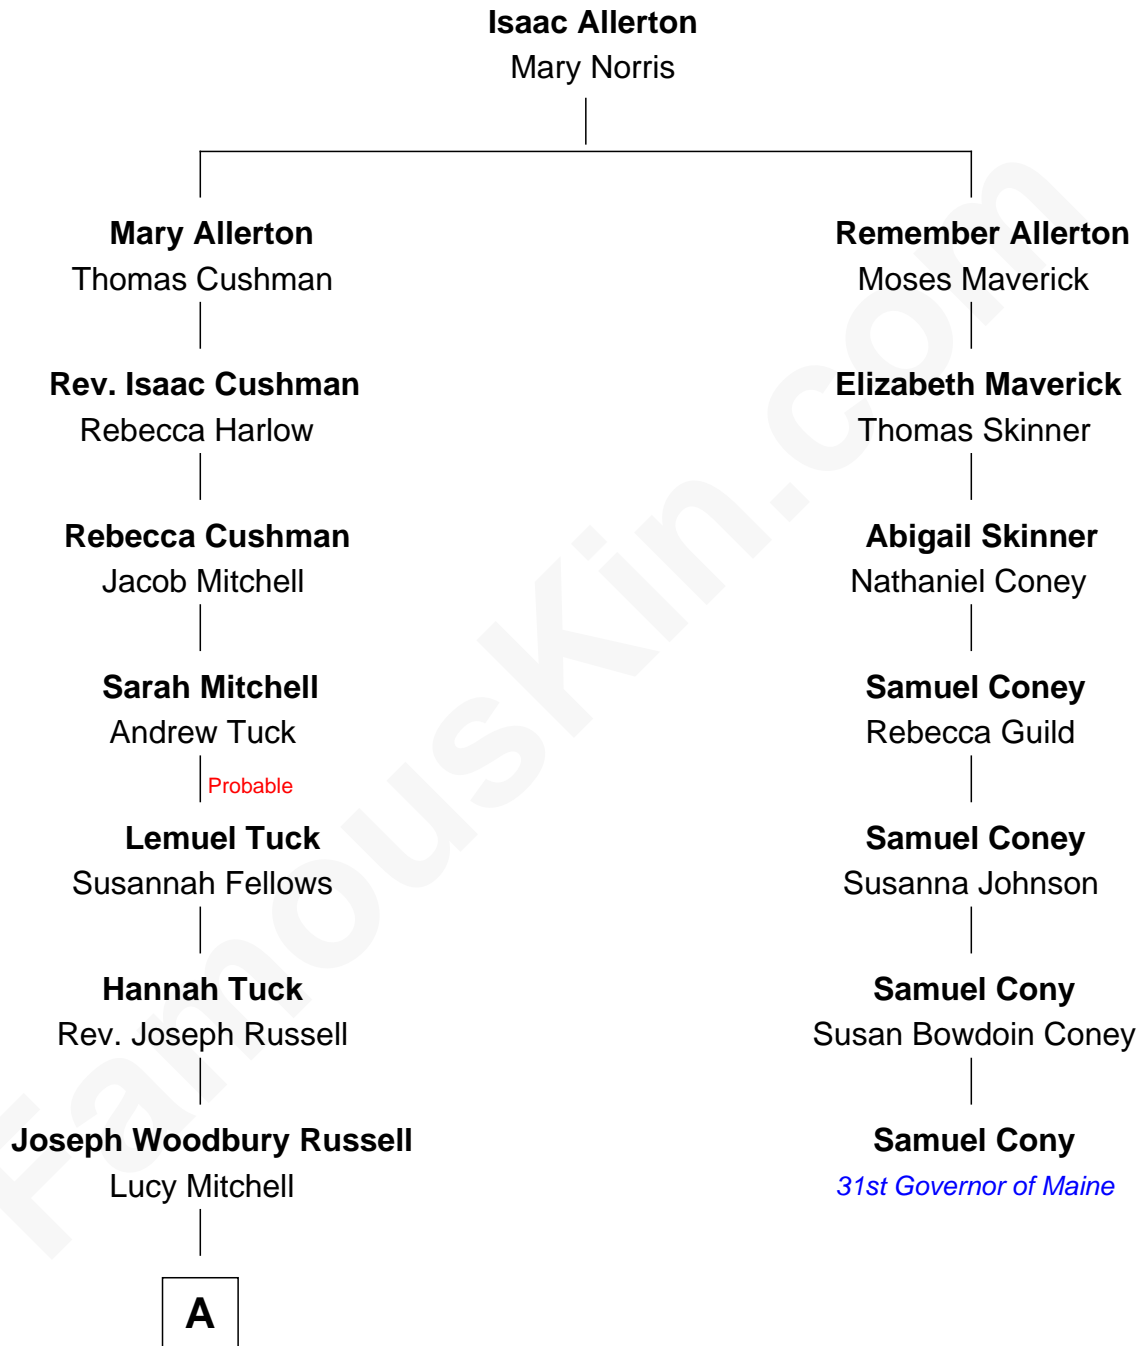 Isaac Allerton
Mary Norris
Mary Allerton
Thomas Cushman
Remember Allerton
Moses Maverick
Rev. Isaac Cushman
Rebecca Harlow
Elizabeth Maverick
Thomas Skinner
Rebecca Cushman
Jacob Mitchell
Abigail Skinner
Nathaniel Coney
Sarah Mitchell
Andrew Tuck
Samuel Coney
Rebecca Guild
Probable
Lemuel Tuck
Susannah Fellows
Samuel Coney
Susanna Johnson
Hannah Tuck
Rev. Joseph Russell
Samuel Cony
Susan Bowdoin Coney
Joseph Woodbury Russell
Lucy Mitchell
Samuel Cony
31st Governor of Maine
A
FamousKin.com